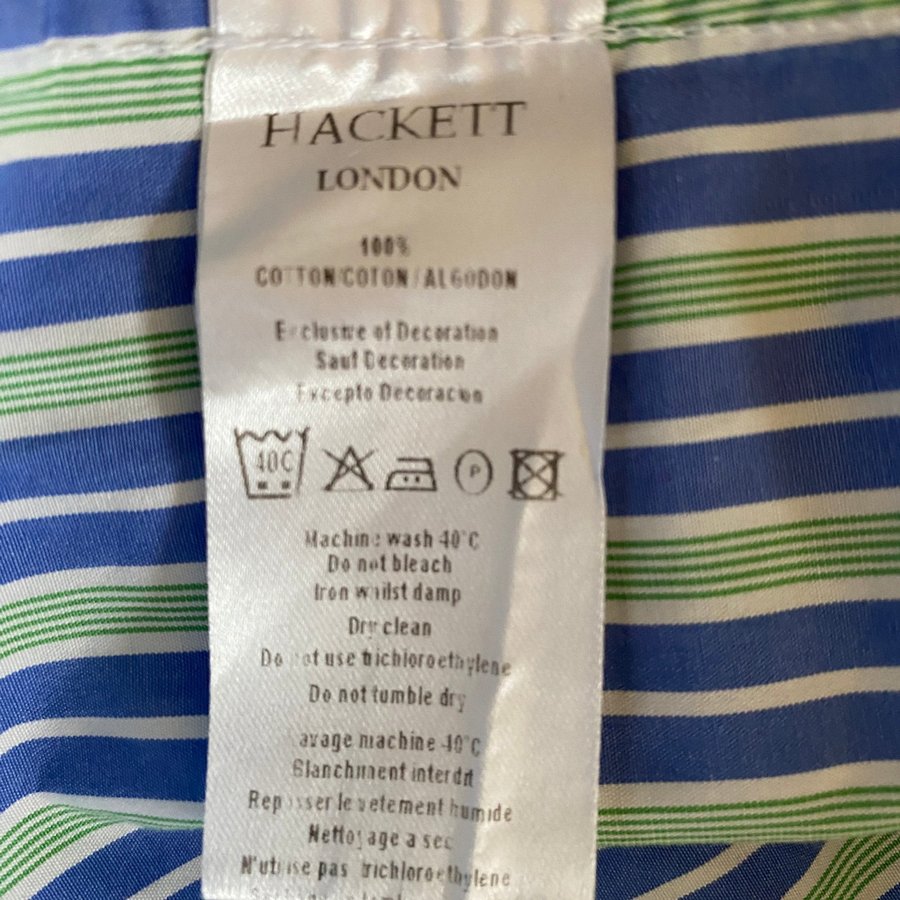 HACKETT
LONDON
100%
COTTON/COTON/ALGODON
Exclusive of Decoration
Sauf Decoration
Excepto Decoracion
40C P
Machine wash 40°C
Do not bleach
Iron whilst damp
Dry clean
Do not use trichloroethylene
Do not tumble dry
Lavage machine 40°C
Blanchment interdit
Repasser le vetement humide
Nettoyage a sec
N'utilise pas trichloroethylene